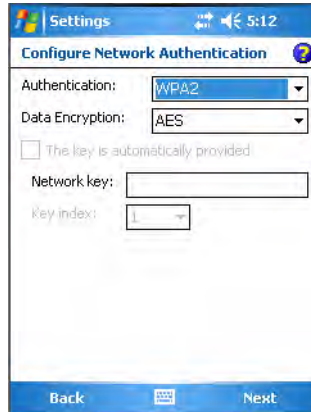 Settings 5:12
Configure Network Authentication
Authentication: WPA2
Data Encryption: AES
The key is automatically provided
Network key:
Key index: 1
Back Next